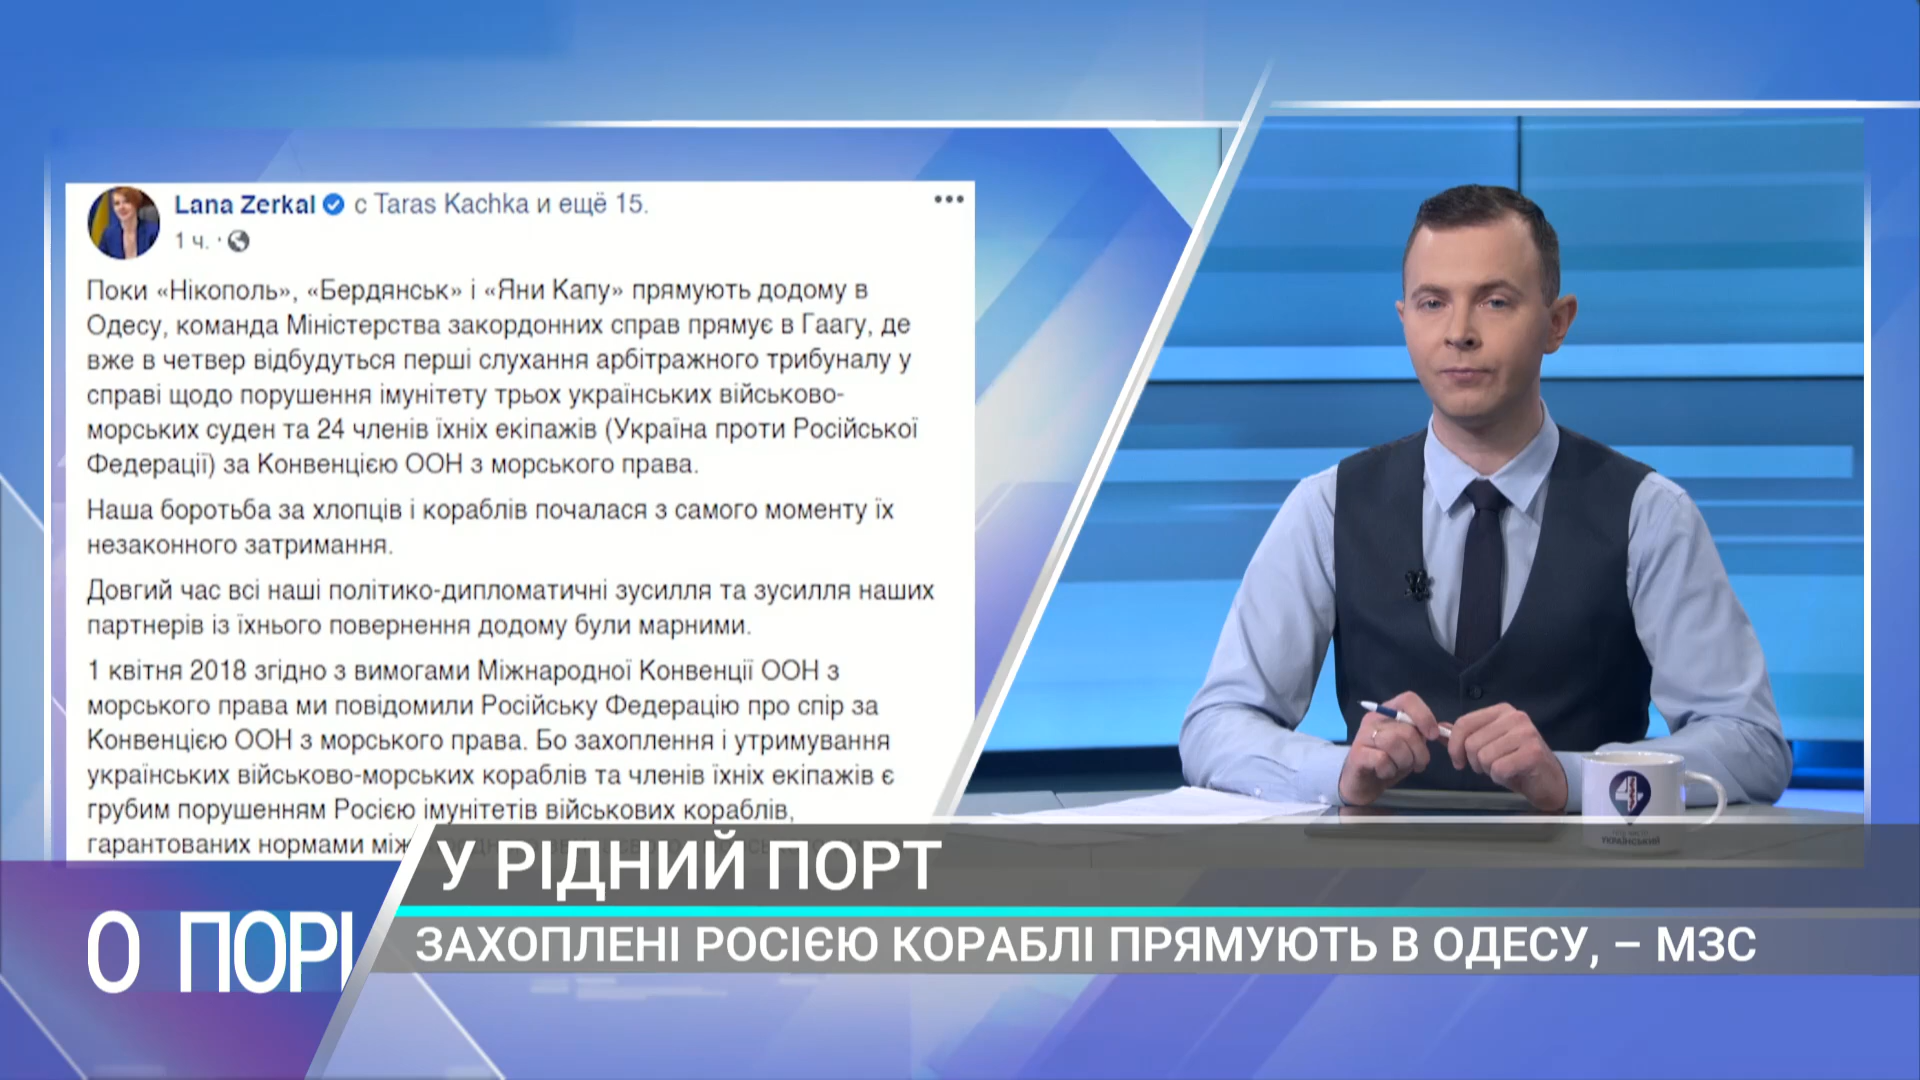 Lana Zerkal с Taras Kachka и ещё 15.
1 ч. ·
Поки «Нікополь», «Бердянськ» і «Яни Капу» прямують додому в
Одесу, команда Міністерства закордонних справ прямує в Гаагу, де
вже в четвер відбудуться перші слухання арбітражного трибуналу у
справі щодо порушення імунітету трьох українських військово-
морських суден та 24 членів їхніх екіпажів (Україна проти Російської
Федерації) за Конвенцією ООН з морського права.
Наша боротьба за хлопців і кораблів почалася з самого моменту їх
незаконного затримання.
Довгий час всі наші політико-дипломатичні зусилля та зусилля наших
партнерів із їхнього повернення додому були марними.
1 квітня 2018 згідно з вимогами Міжнародної Конвенції ООН з
морського права ми повідомили Російську Федерацію про спір за
Конвенцією ООН з морського права. Бо захоплення і утримування
українських військово-морських кораблів та членів їхніх екіпажів є
грубим порушенням Росією імунітетів військових кораблів,
гарантованих нормами
4
УКРАЇНСЬКИЙ
У РІДНИЙ ПОРТ
О ПОРІ
ЗАХОПЛЕНІ РОСІЄЮ КОРАБЛІ ПРЯМУЮТЬ В ОДЕСУ, – МЗС